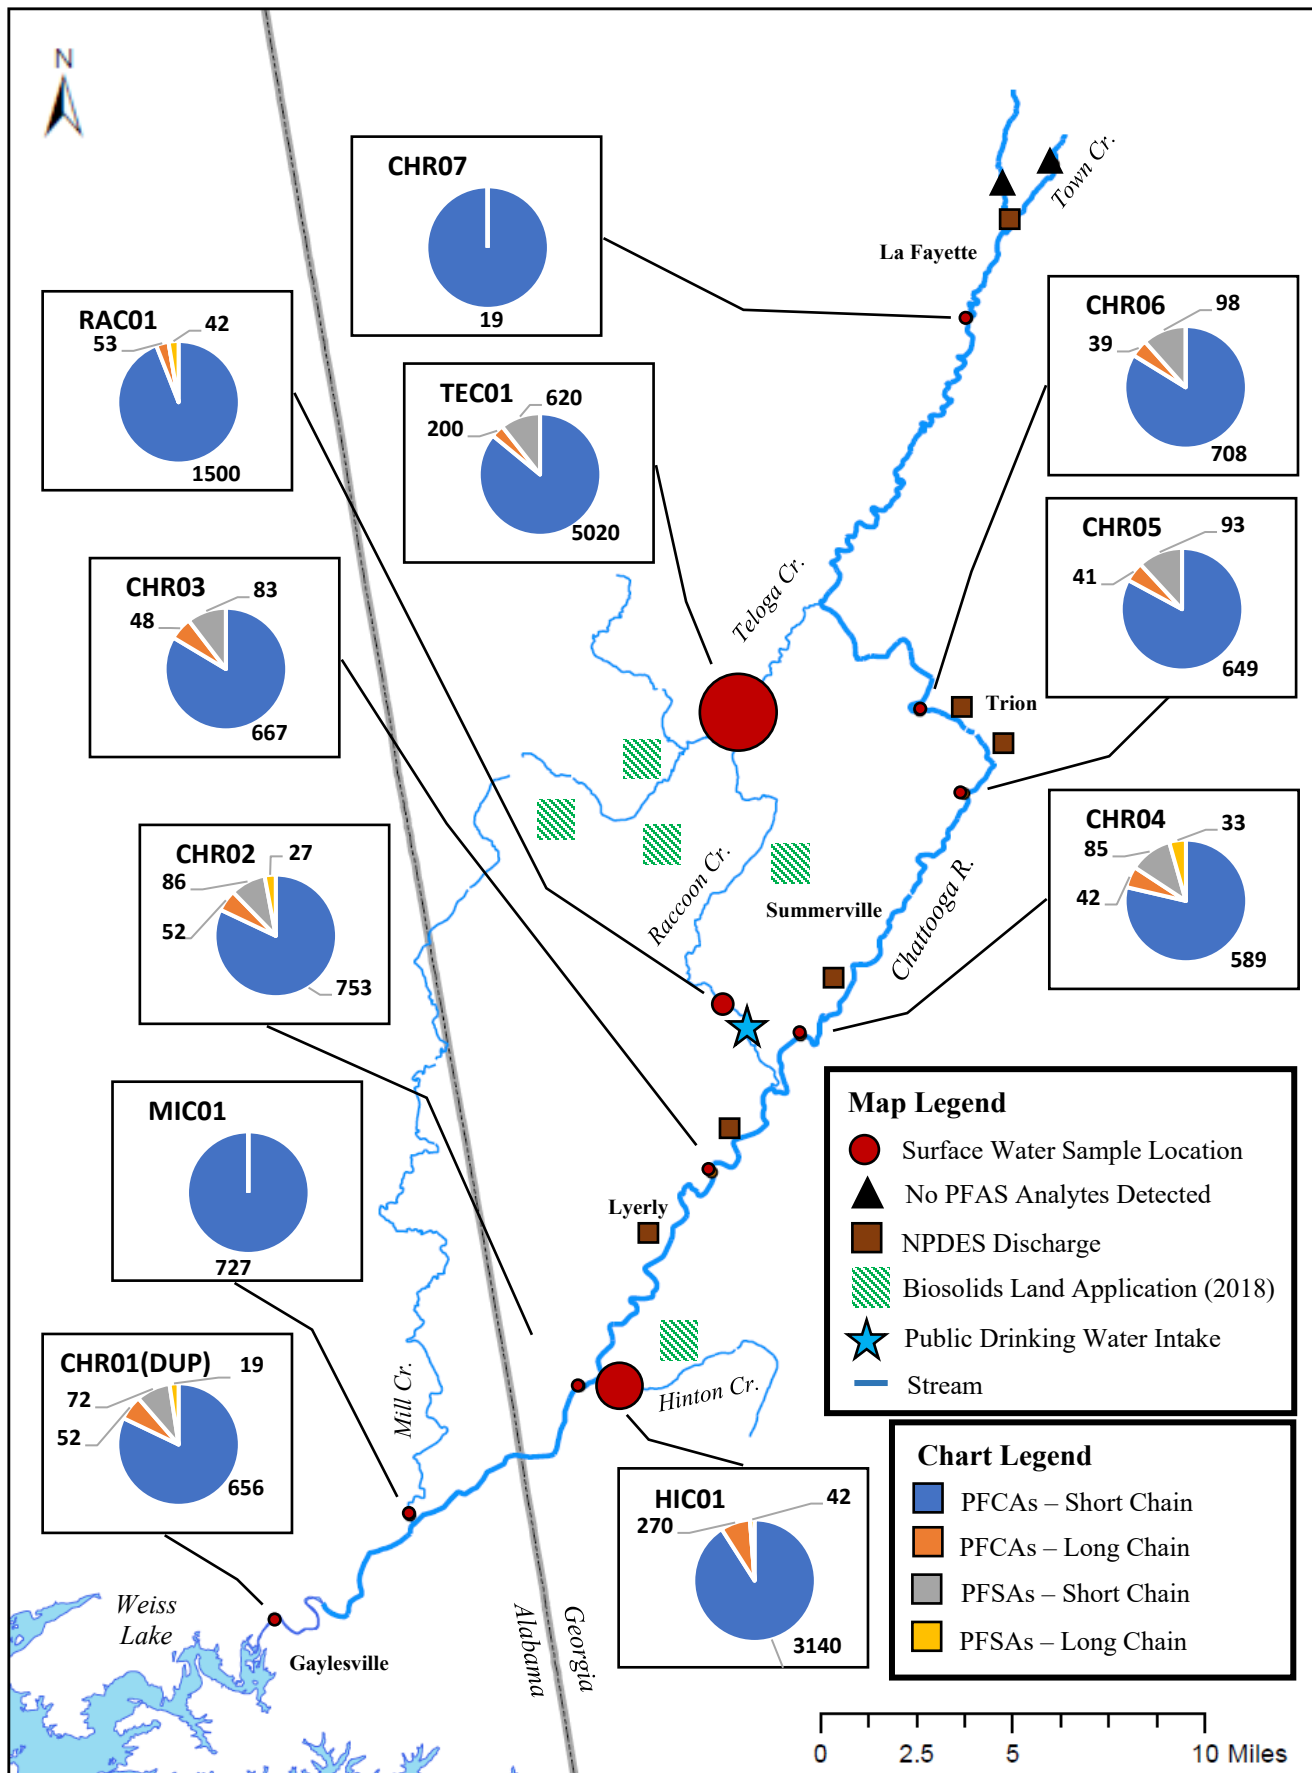 N
CHR07
19
Town Cr.
La Fayette
RAC01
42
53
1500
CHR06
98
39
708
TEC01
620
200
5020
CHR05
93
41
649
Teloga Cr.
CHR03
83
48
667
Trion
CHR04
33
85
42
589
CHR02
27
86
52
753
Raccoon Cr.
Summerville
Chattooga R.
MIC01
727
Lyerly
Map Legend
Surface Water Sample Location
No PFAS Analytes Detected
NPDES Discharge
Biosolids Land Application (2018)
Public Drinking Water Intake
Stream
CHR01(DUP)
19
72
52
656
Mill Cr.
Hinton Cr.
HIC01
42
270
3140
Chart Legend
PFCAs – Short Chain
PFCAs – Long Chain
PFSAs – Short Chain
PFSAs – Long Chain
Weiss
Lake
Gaylesville
Alabama
Georgia
0 2.5 5 10 Miles